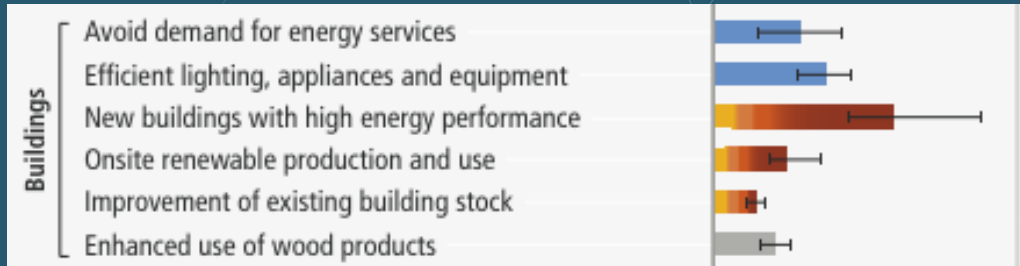 Buildings
Avoid demand for energy services
Efficient lighting, appliances and equipment
New buildings with high energy performance
Onsite renewable production and use
Improvement of existing building stock
Enhanced use of wood products